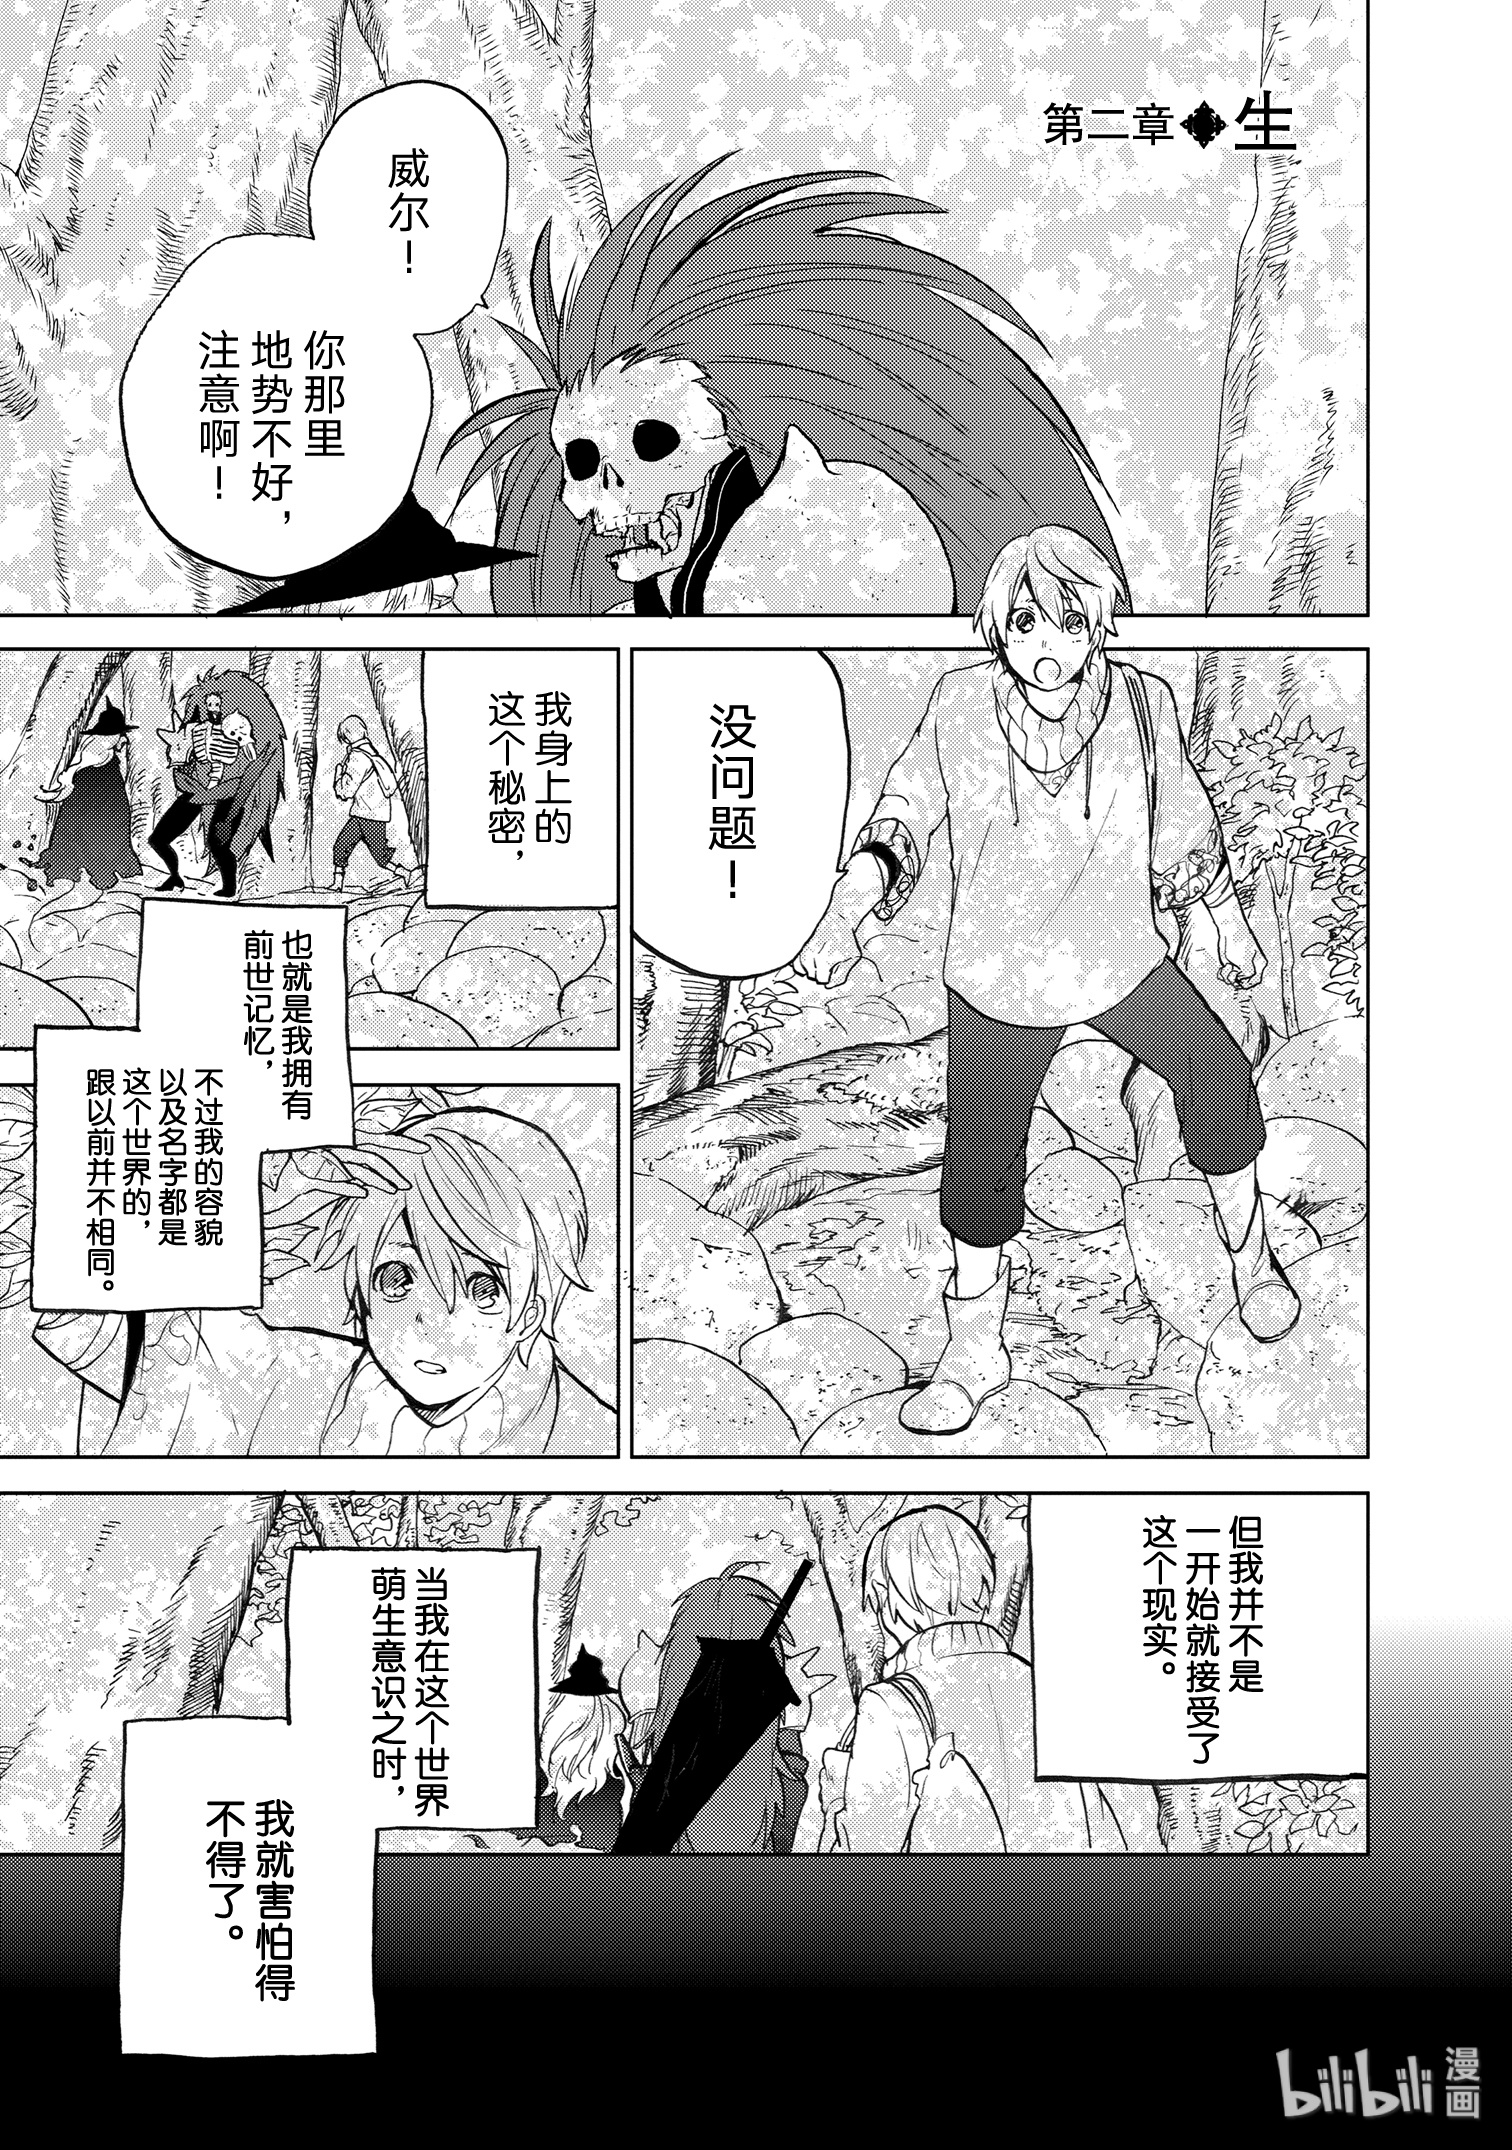 第二章 生
威尔！
你那里
地势不好，
注意啊！
没问题！
我身上的
这个秘密，
也就是我拥有
前世记忆，
不过我的容貌
以及名字都是
这个世界的，
跟以前并不相同。
但我并不是
一开始就接受了
这个现实。
当我在这个世界
萌生意识之时，
我就害怕得
不得了。
bilibili漫画